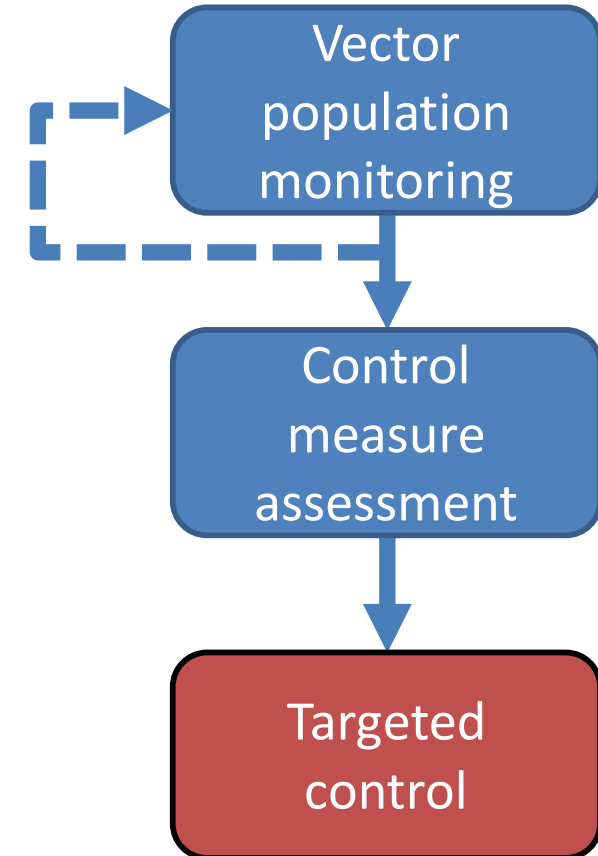 Vector
population
monitoring
Control
measure
assessment
Targeted
control